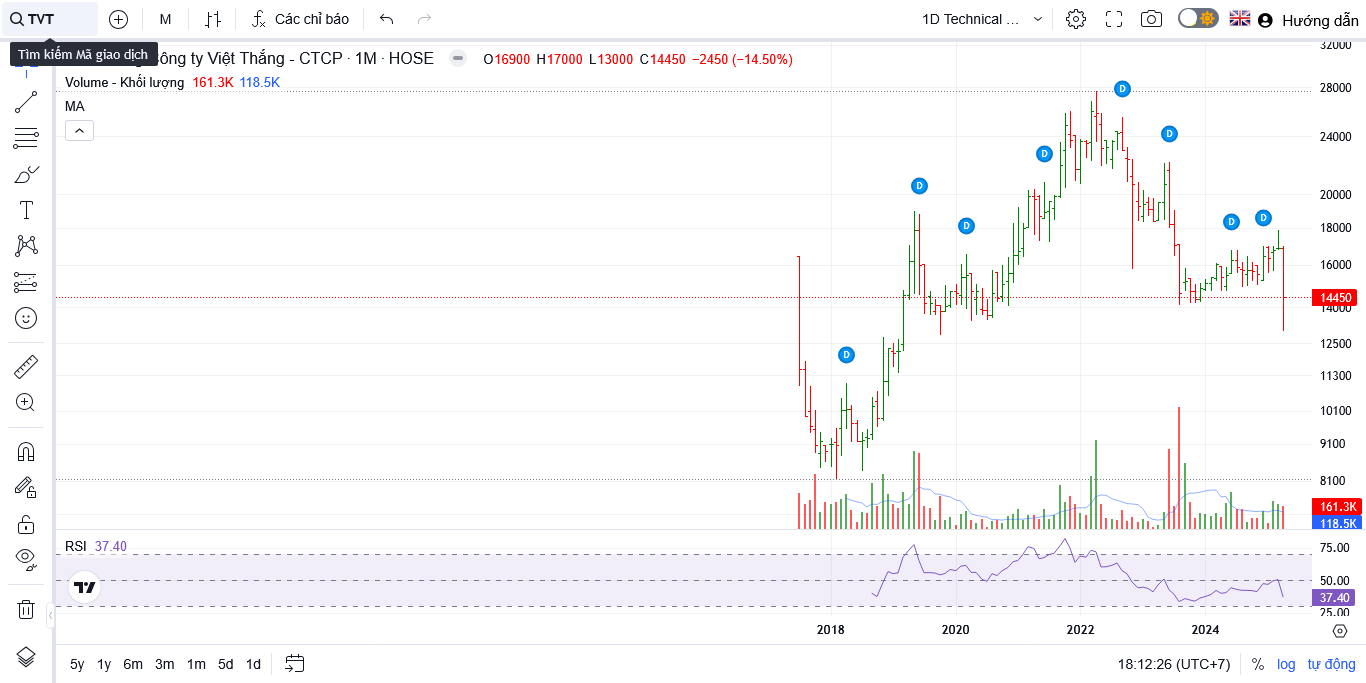 TVT
M
Các chỉ báo
1D Technical ...
Hướng dẫn
Tìm kiếm Mã giao dịch
ông ty Việt Thắng - CTCP · 1M · HOSE
O16900 H17000 L13000 C14450 −2450 (−14.50%)
Volume - Khối lượng 161.3K 118.5K
MA
32000
28000
24000
20000
18000
16000
14450
14000
12500
11300
10100
9100
8100
161.3K
118.5K
D
D
D
D
D
D
D
D
RSI 37.40
75.00
50.00
37.40
25.00
2018
2020
2022
2024
5y 1y 6m 3m 1m 5d 1d
18:12:26 (UTC+7)
% log tự động